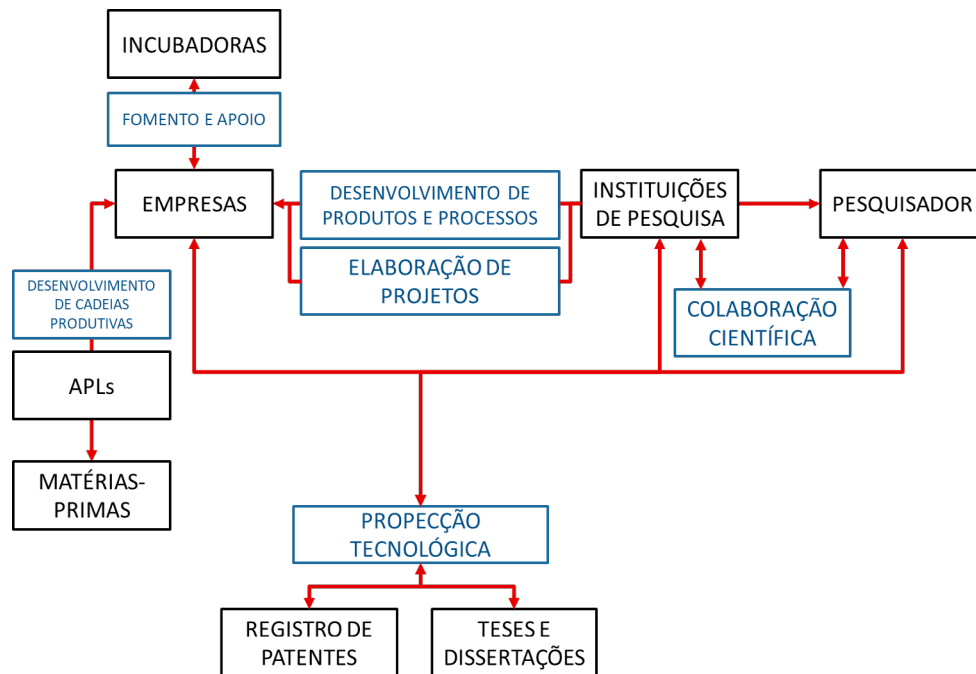 INCUBADORAS
FOMENTO E APOIO
EMPRESAS
DESENVOLVIMENTO DE
PRODUTOS E PROCESSOS
INSTITUIÇÕES
DE PESQUISA
PESQUISADOR
ELABORAÇÃO DE
PROJETOS
DESENVOLVIMENTO
DE CADEIAS
PRODUTIVAS
COLABORAÇÃO
CIENTÍFICA
APLs
MATÉRIAS-
PRIMAS
PROPECÇÃO
TECNOLÓGICA
REGISTRO DE
PATENTES
TESES E
DISSERTAÇÕES